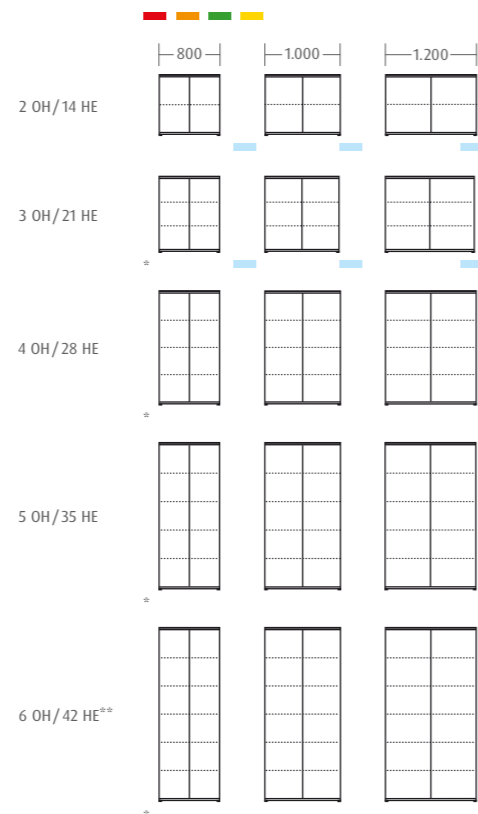 800 1.000 1.200
2 OH/14 HE
3 OH/21 HE
*
4 OH/28 HE
*
5 OH/35 HE
*
6 OH/42 HE**
*